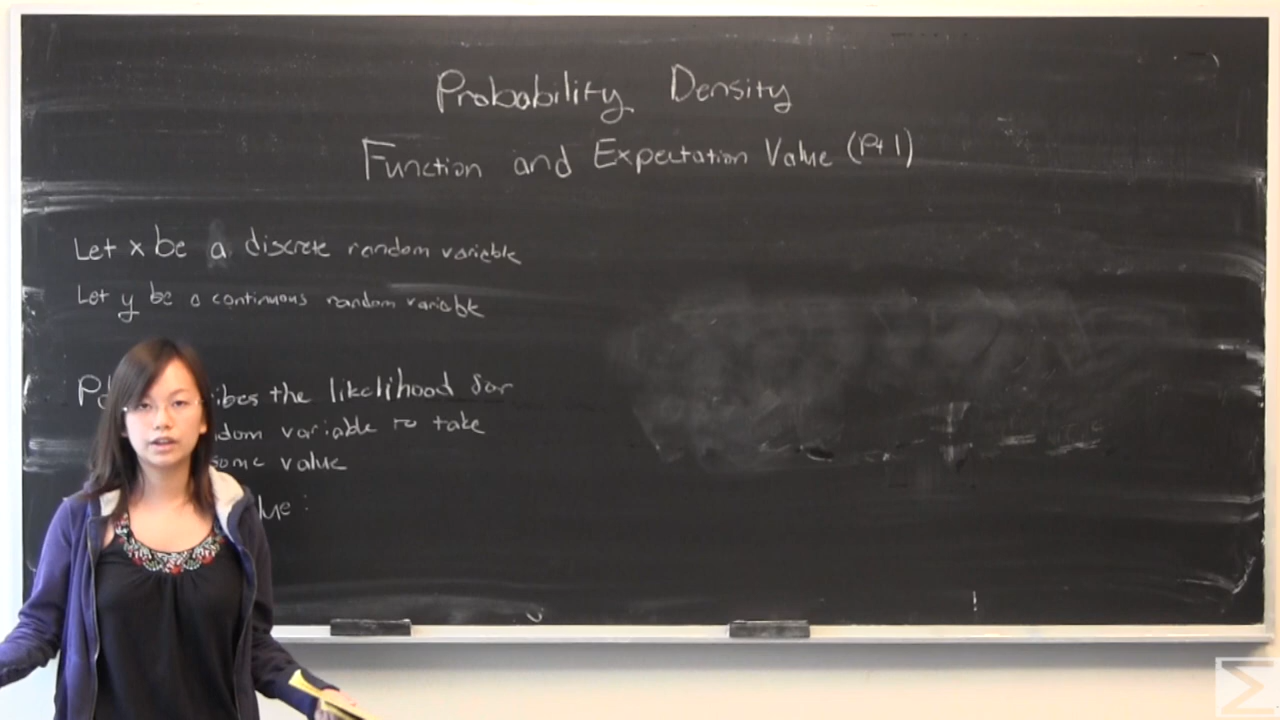 Probability Density
Function and Expectation Value (Pt 1)
Let x be a discrete random variable
Let y be a continuous random variable
the likelihood for
variable to take
some value